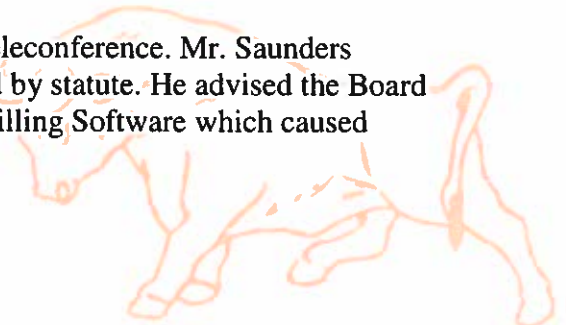 leconference. Mr. Saunders
by statute. He advised the Board
illing Software which caused